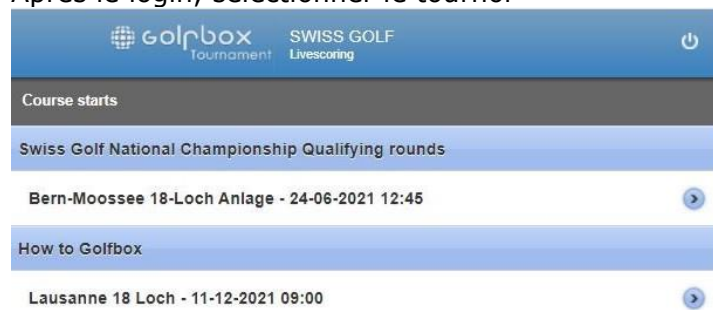 Après le login, sélectionner le tournoi
GolfBox SWISS GOLF
Tournament Livescoring
Course starts
Swiss Golf National Championship Qualifying rounds
Bern-Moossee 18-Loch Anlage - 24-06-2021 12:45
How to Golfbox
Lausanne 18 Loch - 11-12-2021 09:00